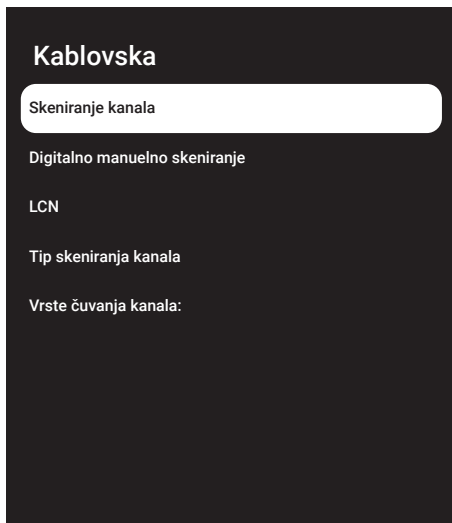 Kablovska
Skeniranje kanala
Digitalno manuelno skeniranje
LCN
Tip skeniranja kanala
Vrste čuvanja kanala: